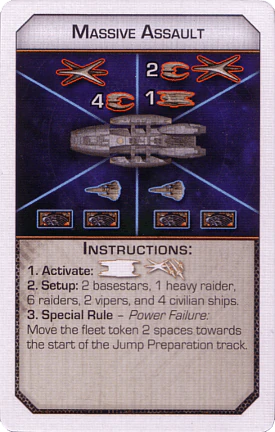 MASSIVE ASSAULT
2
4 1
INSTRUCTIONS:
1. Activate:
2. Setup: 2 basestars, 1 heavy raider,
6 raiders, 2 vipers, and 4 civilian ships.
3. Special Rule – Power Failure:
Move the fleet token 2 spaces towards
the start of the Jump Preparation track.